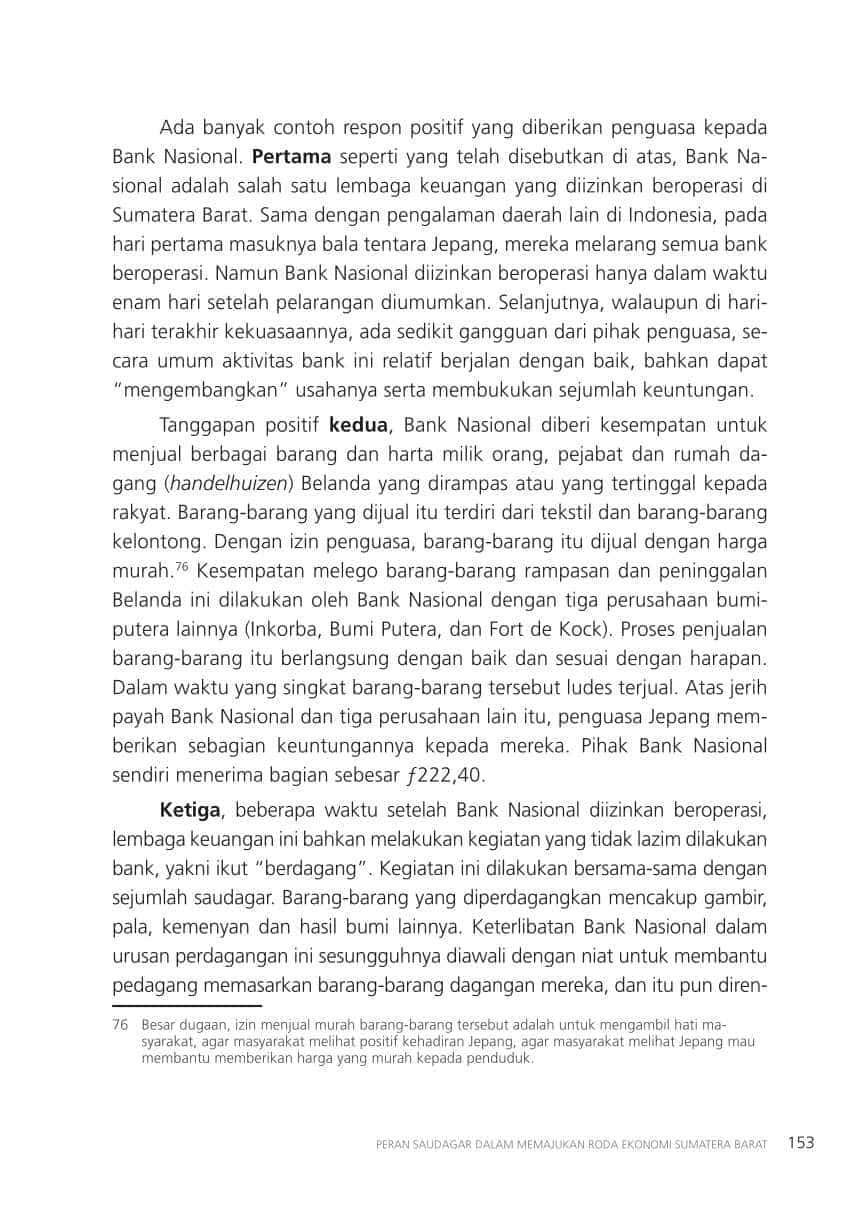 Ada banyak contoh respon positif yang diberikan penguasa kepada
Bank Nasional. Pertama seperti yang telah disebutkan di atas, Bank Na-
sional adalah salah satu lembaga keuangan yang diizinkan beroperasi di
Sumatera Barat. Sama dengan pengalaman daerah lain di Indonesia, pada
hari pertama masuknya bala tentara Jepang, mereka melarang semua bank
beroperasi. Namun Bank Nasional diizinkan beroperasi hanya dalam waktu
enam hari setelah pelarangan diumumkan. Selanjutnya, walaupun di hari-
hari terakhir kekuasaannya, ada sedikit gangguan dari pihak penguasa, se-
cara umum aktivitas bank ini relatif berjalan dengan baik, bahkan dapat
“mengembangkan” usahanya serta membukukan sejumlah keuntungan.
Tanggapan positif kedua, Bank Nasional diberi kesempatan untuk
menjual berbagai barang dan harta milik orang, pejabat dan rumah da-
gang (handelhuizen) Belanda yang dirampas atau yang tertinggal kepada
rakyat. Barang-barang yang dijual itu terdiri dari tekstil dan barang-barang
kelontong. Dengan izin penguasa, barang-barang itu dijual dengan harga
murah.76 Kesempatan melego barang-barang rampasan dan peninggalan
Belanda ini dilakukan oleh Bank Nasional dengan tiga perusahaan bumi-
putera lainnya (Inkorba, Bumi Putera, dan Fort de Kock). Proses penjualan
barang-barang itu berlangsung dengan baik dan sesuai dengan harapan.
Dalam waktu yang singkat barang-barang tersebut ludes terjual. Atas jerih
payah Bank Nasional dan tiga perusahaan lain itu, penguasa Jepang mem-
berikan sebagian keuntungannya kepada mereka. Pihak Bank Nasional
sendiri menerima bagian sebesar ƒ222,40.
Ketiga, beberapa waktu setelah Bank Nasional diizinkan beroperasi,
lembaga keuangan ini bahkan melakukan kegiatan yang tidak lazim dilakukan
bank, yakni ikut “berdagang”. Kegiatan ini dilakukan bersama-sama dengan
sejumlah saudagar. Barang-barang yang diperdagangkan mencakup gambir,
pala, kemenyan dan hasil bumi lainnya. Keterlibatan Bank Nasional dalam
urusan perdagangan ini sesungguhnya diawali dengan niat untuk membantu
pedagang memasarkan barang-barang dagangan mereka, dan itu pun diren-
76 Besar dugaan, izin menjual murah barang-barang tersebut adalah untuk mengambil hati ma-
syarakat, agar masyarakat melihat positif kehadiran Jepang, agar masyarakat melihat Jepang mau
membantu memberikan harga yang murah kepada penduduk.
PERAN SAUDAGAR DALAM MEMAJUKAN RODA EKONOMI SUMATERA BARAT 153